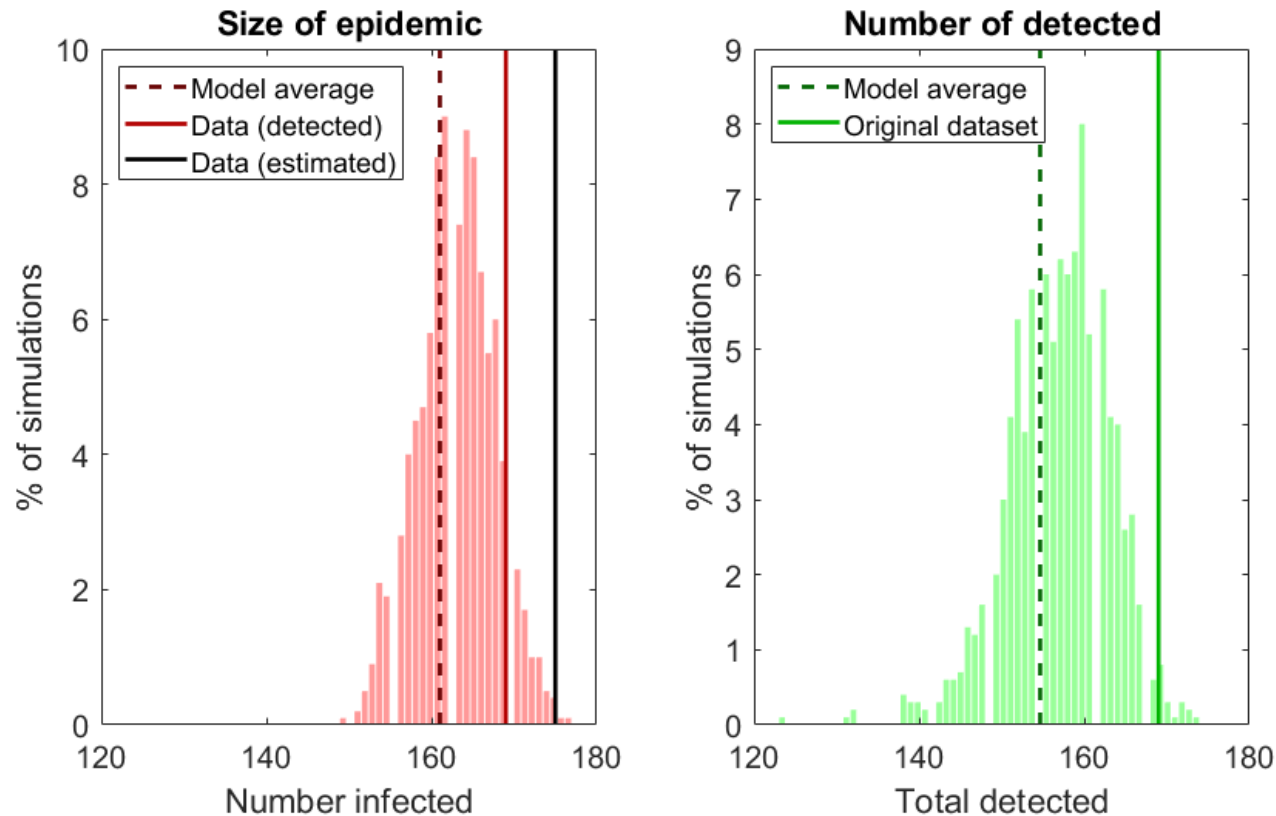 Size of epidemic
10
8
6
4
2
0
% of simulations
Model average
Data (detected)
Data (estimated)
120 140 160 180
Number infected
Number of detected
9
8
7
6
5
4
3
2
1
0
% of simulations
Model average
Original dataset
120 140 160 180
Total detected